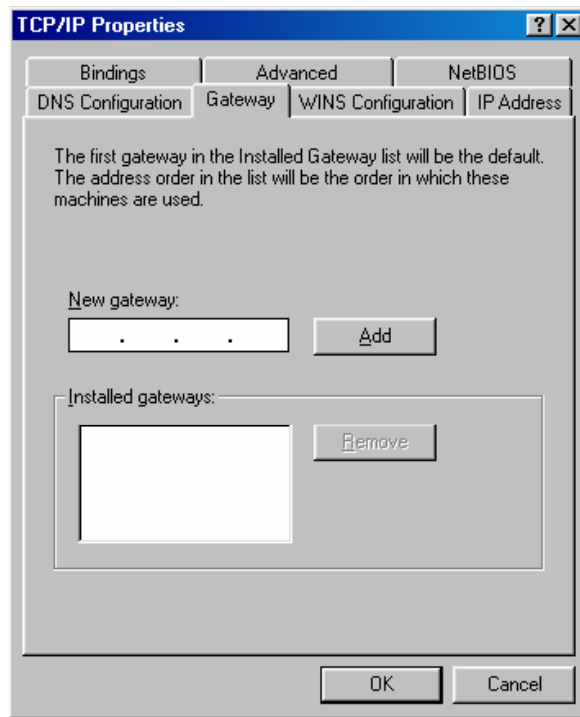 TCP/IP Properties
Bindings
Advanced
NetBIOS
DNS Configuration
Gateway
WINS Configuration
IP Address
The first gateway in the Installed Gateway list will be the default.
The address order in the list will be the order in which these
machines are used.
New gateway:
. . .
Add
Installed gateways:
Remove
OK
Cancel